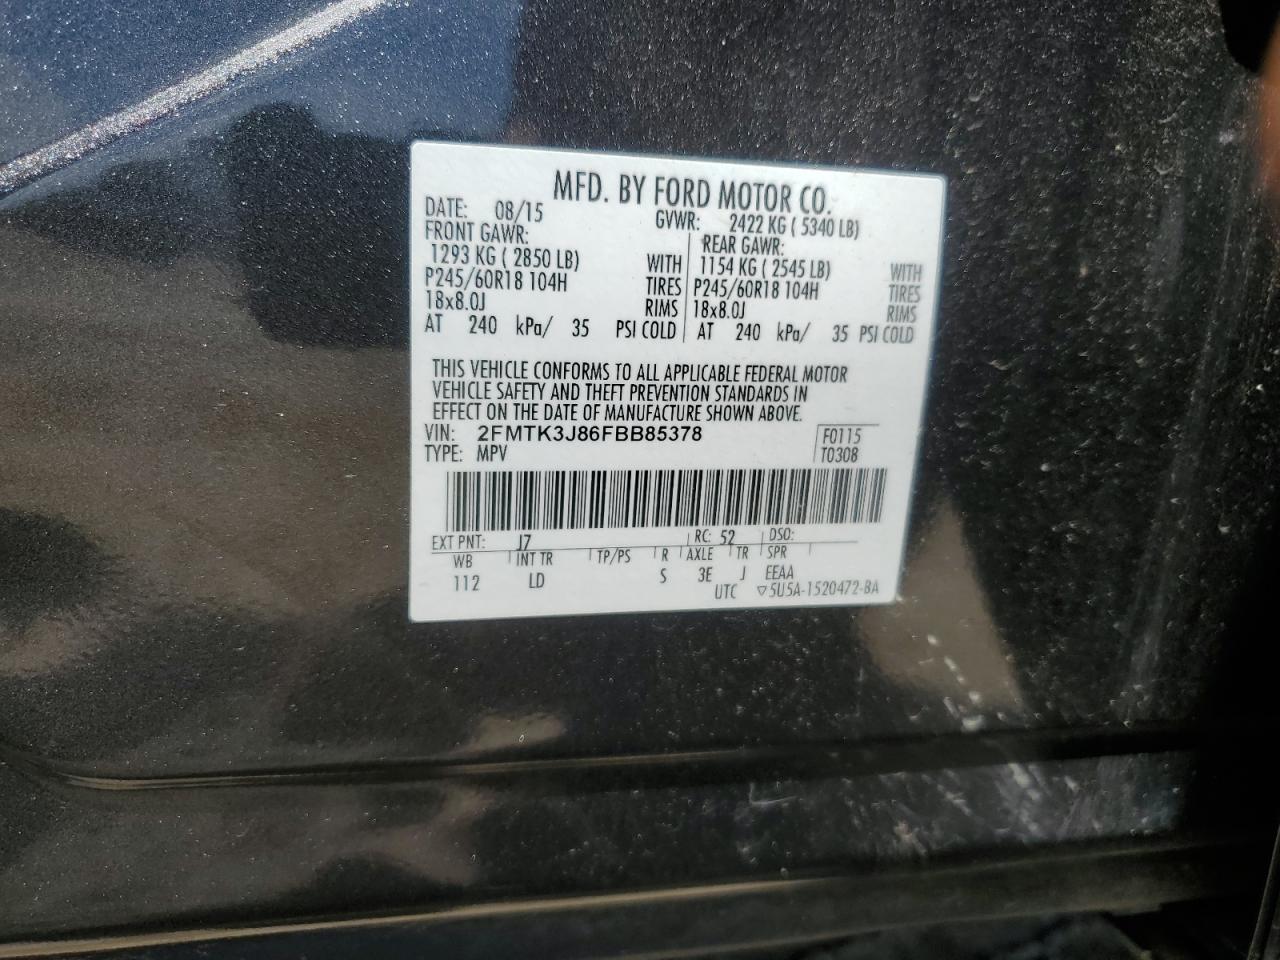 MFD. BY FORD MOTOR CO.
DATE: 08/15 GVWR: 2422 KG ( 5340 LB)
FRONT GAWR: REAR GAWR:
1293 KG ( 2850 LB) WITH 1154 KG ( 2545 LB) WITH
P245/60R18 104H TIRES P245/60R18 104H TIRES
18x8.0J RIMS 18x8.0J RIMS
AT 240 kPa/ 35 PSI COLD AT 240 kPa/ 35 PSI COLD
THIS VEHICLE CONFORMS TO ALL APPLICABLE FEDERAL MOTOR
VEHICLE SAFETY AND THEFT PREVENTION STANDARDS IN
EFFECT ON THE DATE OF MANUFACTURE SHOWN ABOVE.
VIN: 2FMTK3J86FBB85378 F0115
TYPE: MPV T0308
EXT PNT: J7 RC: 52 DSO:
WB INT TR TP/PS R AXLE TR SPR
112 LD S 3E J EEAA
UTC ▽5U5A-1520472-BA